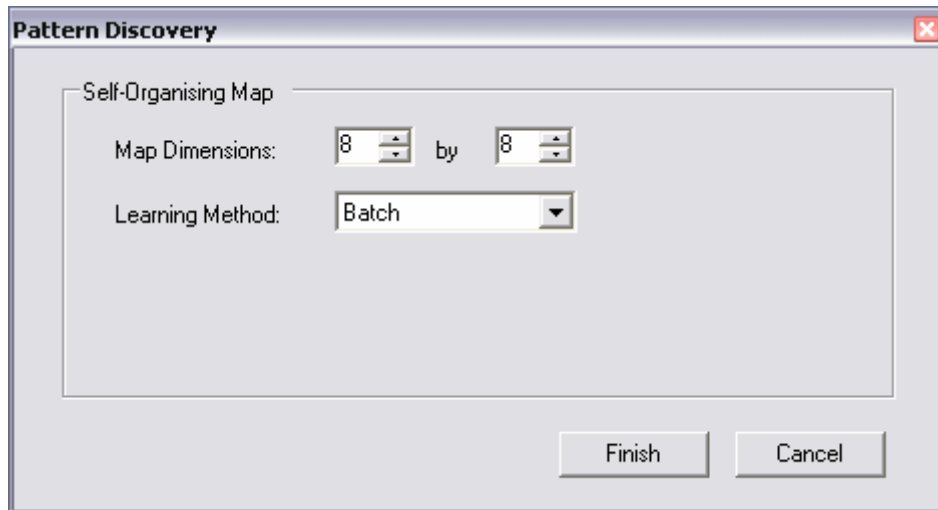 Pattern Discovery
Self-Organising Map
Map Dimensions: 8 by 8
Learning Method: Batch
Finish Cancel